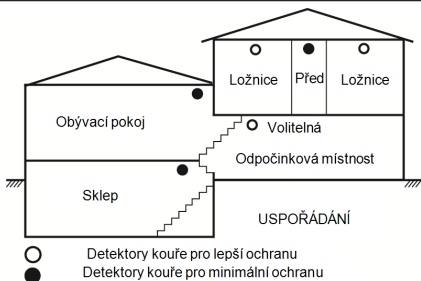 Ložnice Před Ložnice
Obývací pokoj
Volitelná
Odpočinková místnost
Sklep
USPOŘÁDÁNÍ
Detektory kouře pro lepší ochranu
Detektory kouře pro minimální ochranu